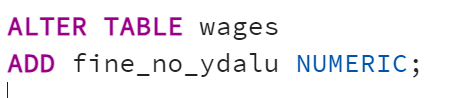 ALTER TABLE wages
ADD fine_no_ydalu NUMERIC;